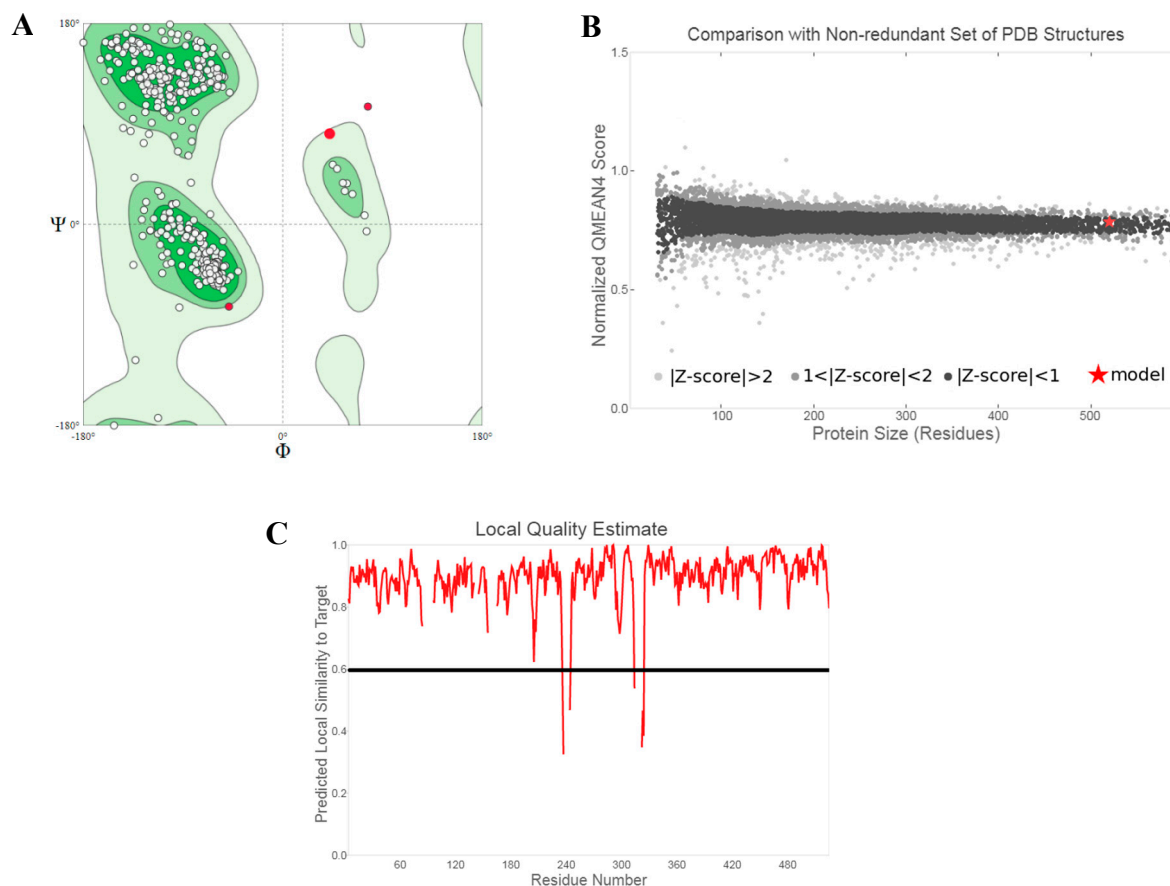 A
180°
Ψ
0°
-180°
-180°
0°
180°
Φ
B
Comparison with Non-redundant Set of PDB Structures
Normalized QMEAN4 Score
1.5
1.0
0.5
0.0
|Z-score|>2
1<|Z-score|<2
|Z-score|<1
model
100
200
300
400
500
Protein Size (Residues)
C
Local Quality Estimate
Predicted Local Similarity to Target
1.0
0.8
0.6
0.4
0.2
0.0
60
120
180
240
300
360
420
480
Residue Number